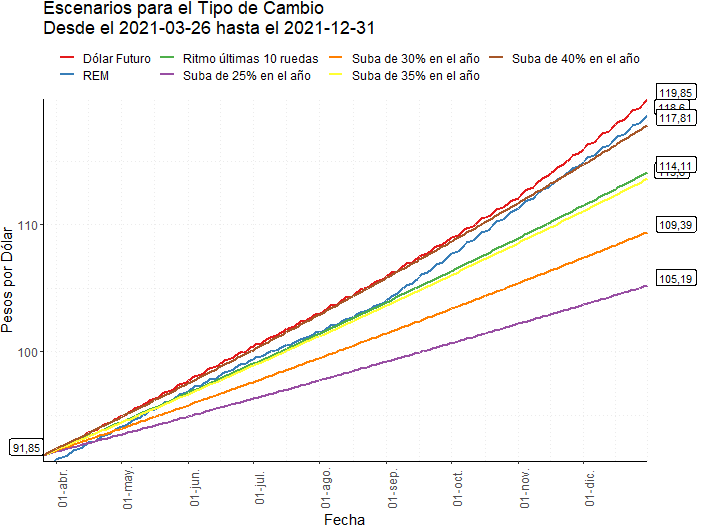 Escenarios para el Tipo de Cambio
Desde el 2021-03-26 hasta el 2021-12-31
Dólar Futuro
Ritmo últimas 10 ruedas
Suba de 30% en el año
Suba de 40% en el año
REM
Suba de 25% en el año
Suba de 35% en el año
119,85
118,6
117,81
114,11
109,39
105,19
91,85
110
100
Pesos por Dólar
01-abr.
01-may.
01-jun.
01-jul.
01-ago.
01-sep.
01-oct.
01-nov.
01-dic.
Fecha